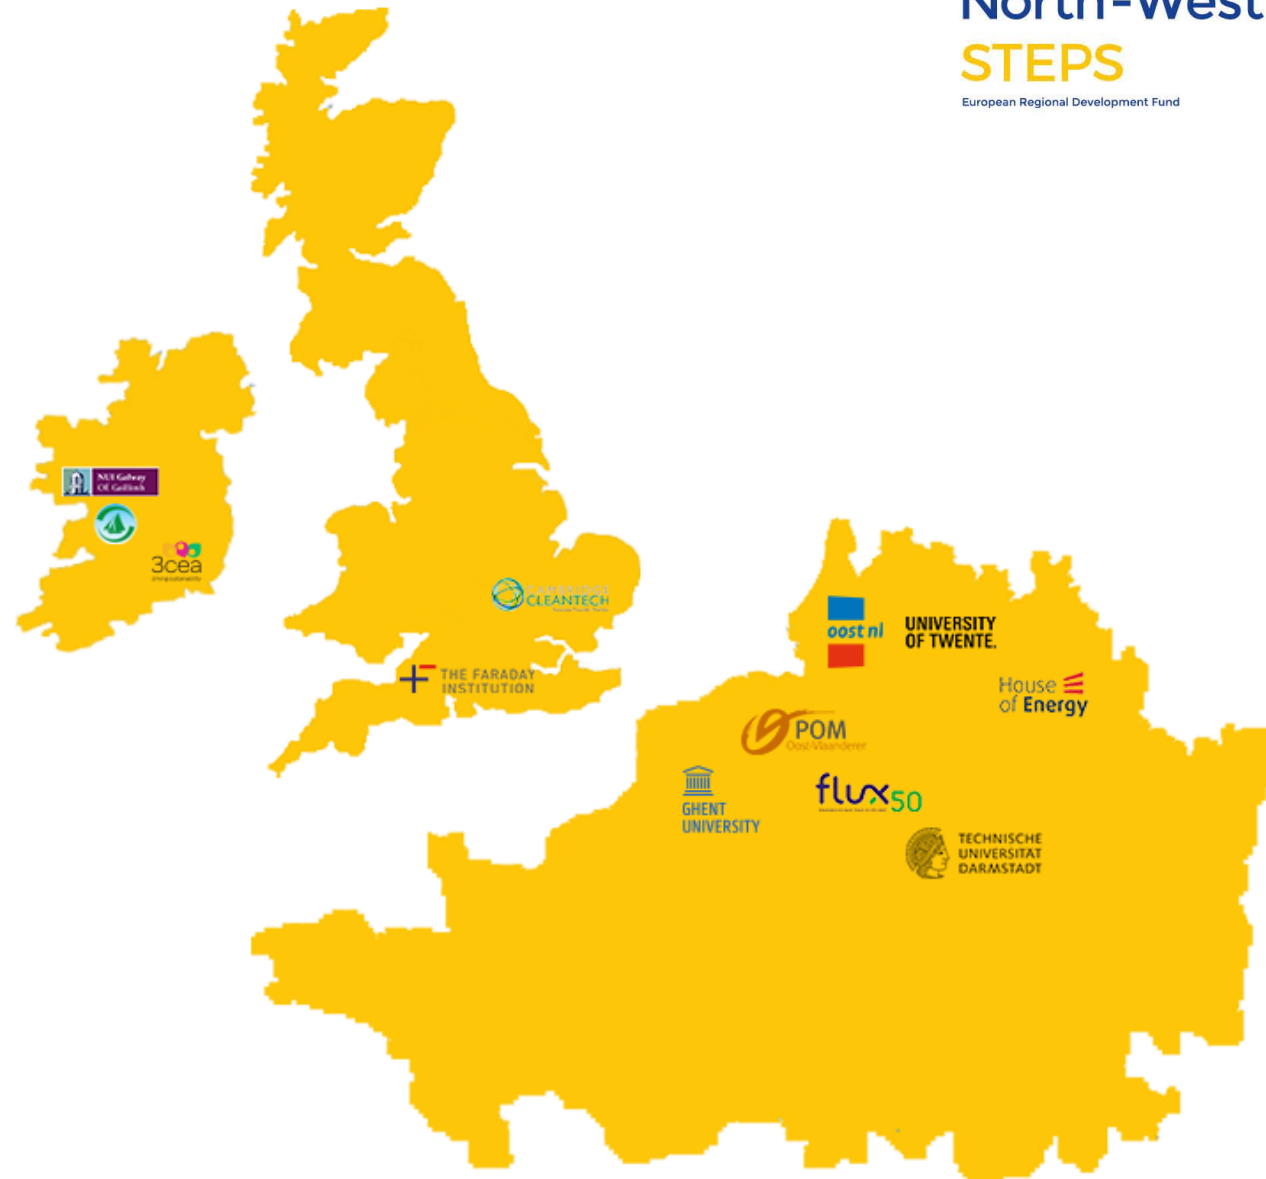 North-West
STEPS
European Regional Development Fund
NUI Galway
OÉ Gaillimh
3cea
CLEANTECH
THE FARADAY
INSTITUTION
oost nl
UNIVERSITY
OF TWENTE.
House
of Energy
POM
Oost-Vlaanderen
flux50
GHENT
UNIVERSITY
TECHNISCHE
UNIVERSITÄT
DARMSTADT